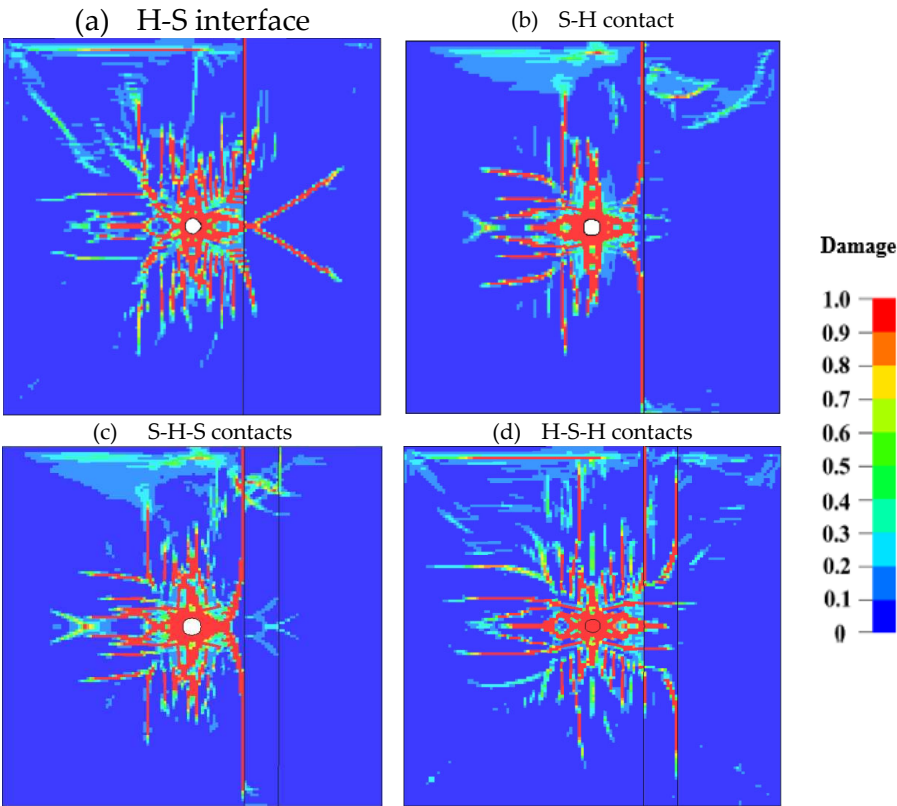 (a) H-S interface
(b) S-H contact
(c) S-H-S contacts
(d) H-S-H contacts
Damage
1.0
0.9
0.8
0.7
0.6
0.5
0.4
0.3
0.2
0.1
0